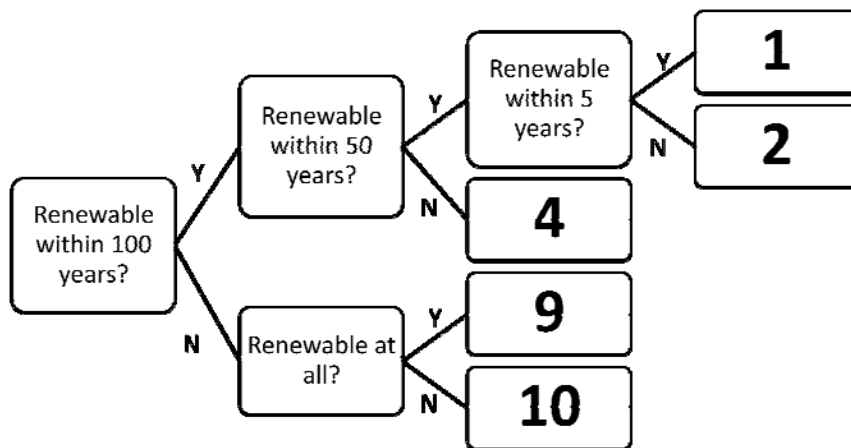 Renewable
within 100
years?
Y
N
Renewable
within 50
years?
Y
N
Renewable
within 5
years?
Y
N
1
2
4
Renewable at
all?
Y
N
9
10